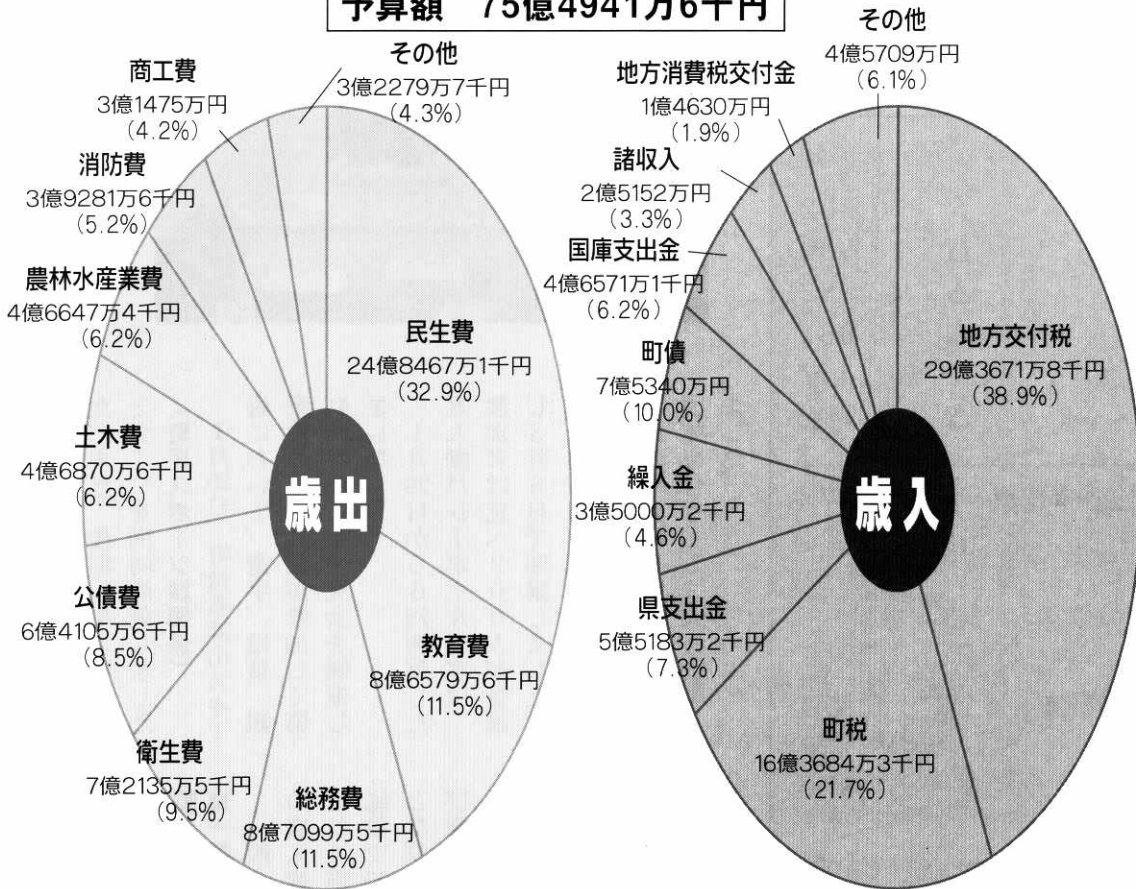 予算額 75億4941万6千円
その他
3億2279万7千円
(4.3%)
商工費
3億1475万円
(4.2%)
消防費
3億9281万6千円
(5.2%)
農林水産業費
4億6647万4千円
(6.2%)
土木費
4億6870万6千円
(6.2%)
公債費
6億4105万6千円
(8.5%)
衛生費
7億2135万5千円
(9.5%)
総務費
8億7099万5千円
(11.5%)
教育費
8億6579万6千円
(11.5%)
民生費
24億8467万1千円
(32.9%)
歳出
その他
4億5709万円
(6.1%)
地方消費税交付金
1億4630万円
(1.9%)
諸収入
2億5152万円
(3.3%)
国庫支出金
4億6571万1千円
(6.2%)
町債
7億5340万円
(10.0%)
繰入金
3億5000万2千円
(4.6%)
県支出金
5億5183万2千円
(7.3%)
町税
16億3684万3千円
(21.7%)
地方交付税
29億3671万8千円
(38.9%)
歳入